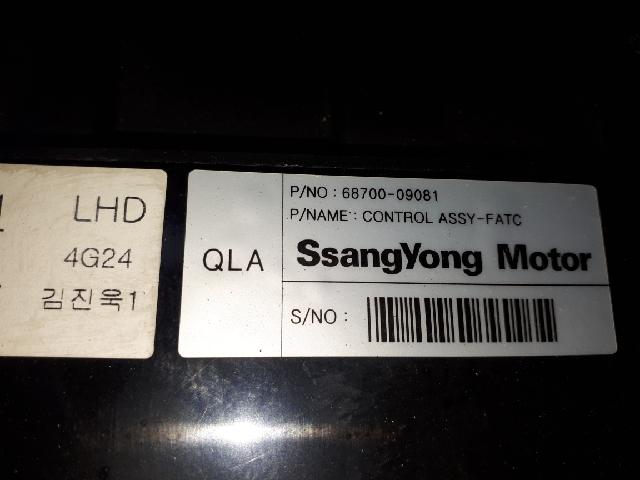 LHD
4G24
김진욱1
QLA
P/NO : 68700-09081
P/NAME : CONTROL ASSY-FATC
SsangYong Motor
S/NO :